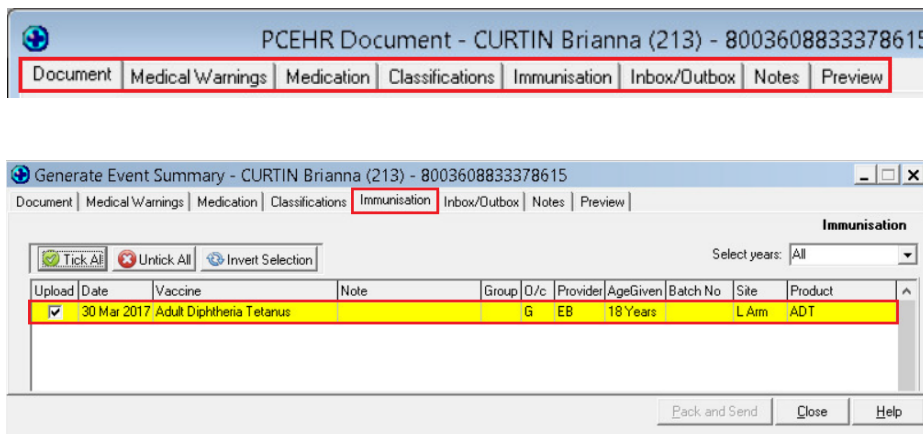 PCEHR Document - CURTIN Brianna (213) - 8003608833378615
Document Medical Warnings Medication Classifications Immunisation Inbox/Outbox Notes Preview
Generate Event Summary - CURTIN Brianna (213) - 8003608833378615
Document Medical Warnings Medication Classifications Immunisation Inbox/Outbox Notes Preview
Immunisation
Tick All Untick All Invert Selection Select years: All
Upload Date Vaccine Note Group O/c Provider AgeGiven Batch No Site Product
30 Mar 2017 Adult Diphtheria Tetanus G EB 18 Years L Arm ADT
Pack and Send Close Help